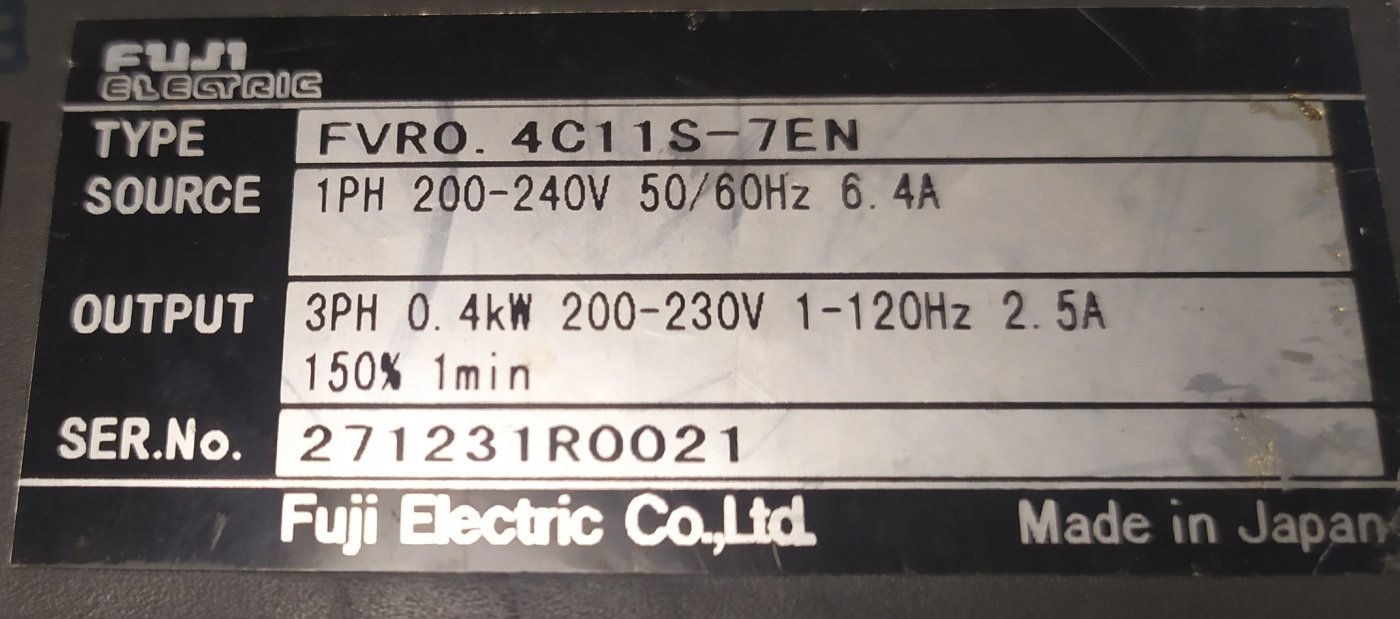 FUJI
ELECTRIC
TYPE FVR0.4C11S-7EN
SOURCE 1PH 200-240V 50/60Hz 6.4A
OUTPUT 3PH 0.4kW 200-230V 1-120Hz 2.5A
150% 1min
SER.No. 271231R0021
Fuji Electric Co.,Ltd. Made in Japan